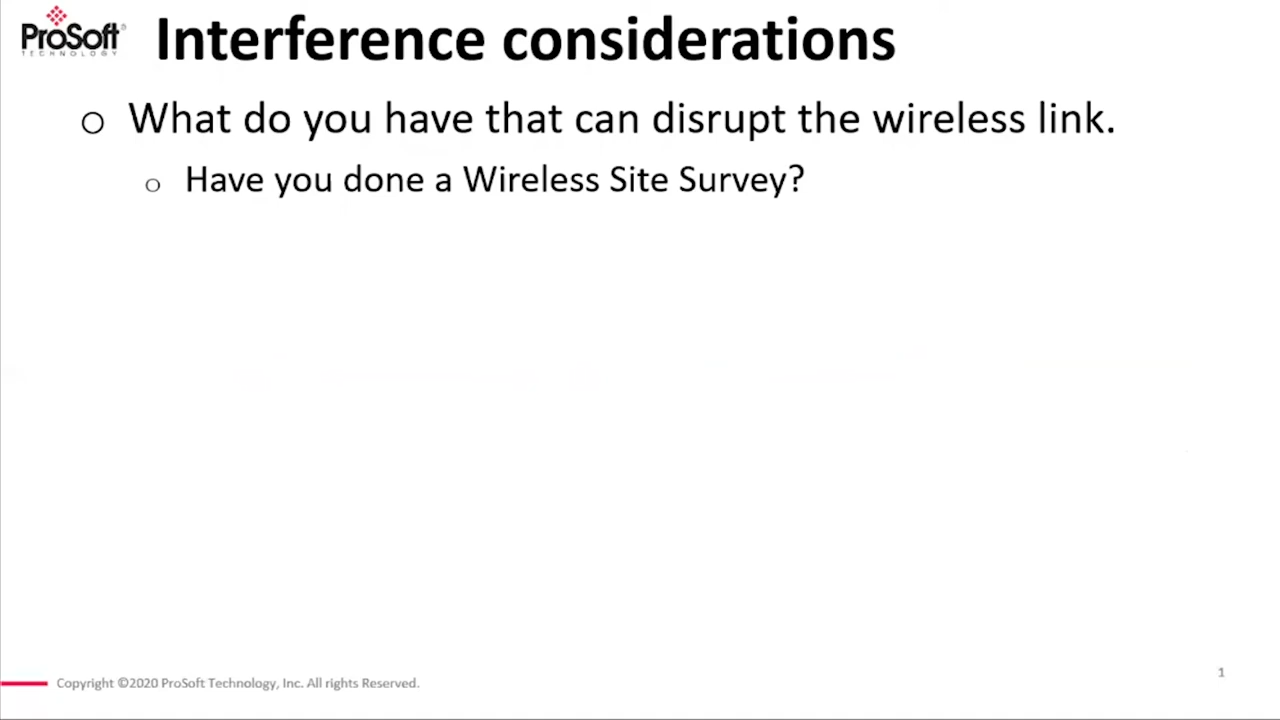 ProSoft®
TECHNOLOGY
Interference considerations
o What do you have that can disrupt the wireless link.
o Have you done a Wireless Site Survey?
Copyright ©2020 ProSoft Technology, Inc. All rights Reserved.
1